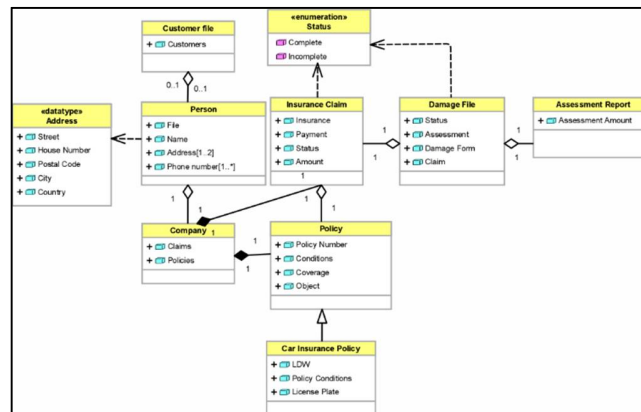 Customer file
+ Customers
0..1
0..1
«enumeration»
Status
Complete
Incomplete
«datatype»
Address
+ Street
+ House Number
+ Postal Code
+ City
+ Country
Person
+ File
+ Name
+ Address[1..2]
+ Phone number[1..*]
Insurance Claim
+ Insurance
+ Payment
+ Status
+ Amount
Damage File
+ Status
+ Assessment
+ Damage Form
+ Claim
Assessment Report
+ Assessment Amount
1
1
1
1
1
1
1
1
1
1
Company
+ Claims
+ Policies
1
1
Policy
+ Policy Number
+ Conditions
+ Coverage
+ Object
Car Insurance Policy
+ LDW
+ Policy Conditions
+ License Plate